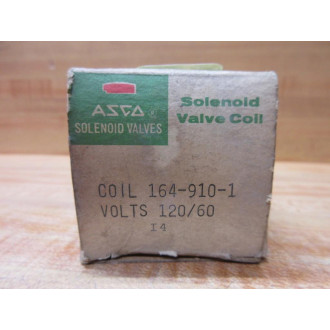 ASCO
SOLENOID VALVES
Solenoid
Valve Coil
COIL 164-910-1
VOLTS 120/60
I4